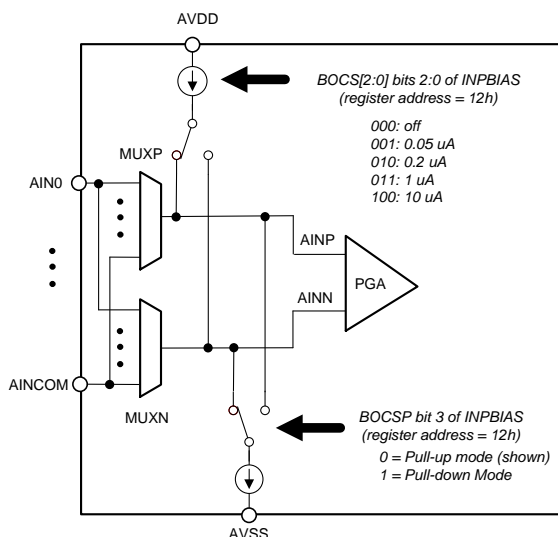 AVDD
BOCS[2:0] bits 2:0 of INPBIAS
(register address = 12h)
000: off
001: 0.05 uA
010: 0.2 uA
011: 1 uA
100: 10 uA
MUXP
AIN0
AINP
PGA
AINN
AINCOM
MUXN
BOCSP bit 3 of INPBIAS
(register address = 12h)
0 = Pull-up mode (shown)
1 = Pull-down Mode
AVSS